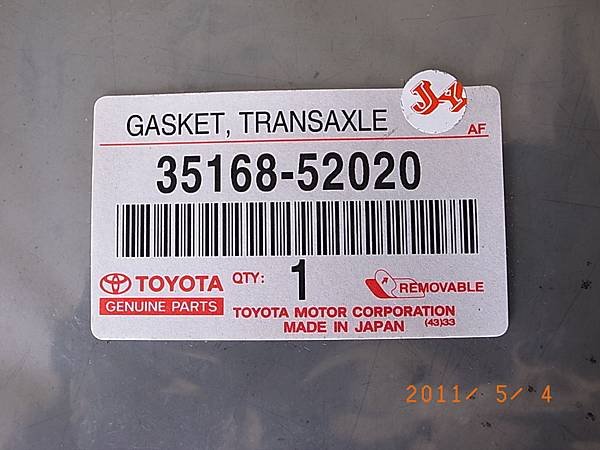 GASKET, TRANSAXLE
JA
AF
35168-52020
TOYOTA QTY: 1
GENUINE PARTS
REMOVABLE
TOYOTA MOTOR CORPORATION
MADE IN JAPAN (43)33
2011/ 5/ 4